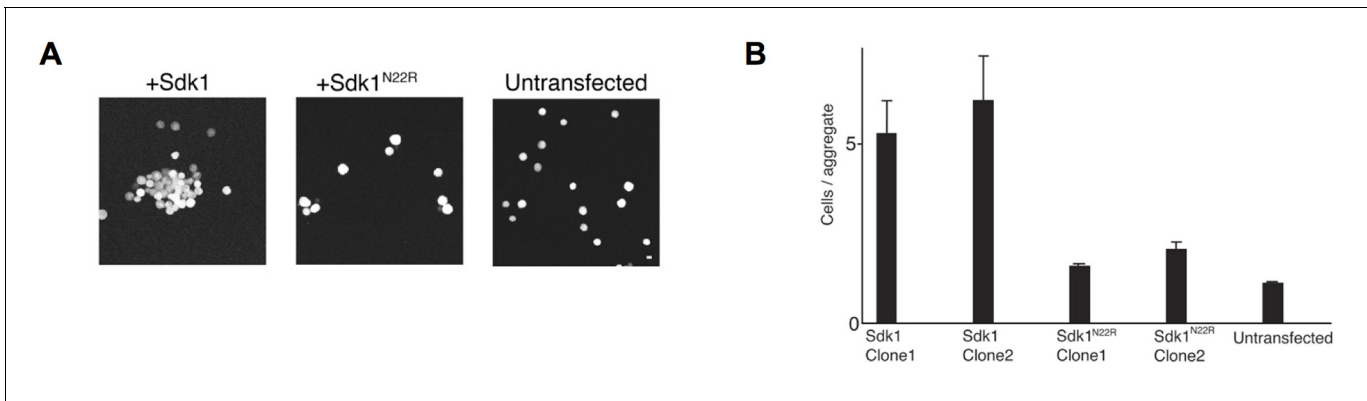 A
+Sdk1
+Sdk1N22R
Untransfected
B
Cells / aggregate
5
0
Sdk1
Clone1
Sdk1
Clone2
Sdk1N22R
Clone1
Sdk1N22R
Clone2
Untransfected